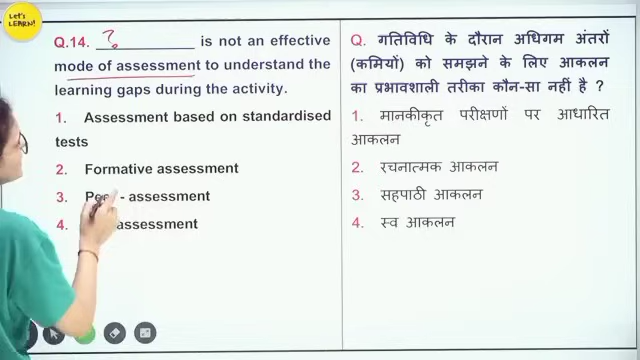 Let's
LEARN!
Q.14. ? is not an effective
mode of assessment to understand the
learning gaps during the activity.
1. Assessment based on standardised
tests
2. Formative assessment
3. - assessment
4. assessment
Q. गतिविधि के दौरान अधिगम अंतरों
(कमियों) को समझने के लिए आकलन
का प्रभावशाली तरीका कौन-सा नहीं है ?
1. मानकीकृत परीक्षणों पर आधारित
आकलन
2. रचनात्मक आकलन
3. सहपाठी आकलन
4. स्व आकलन